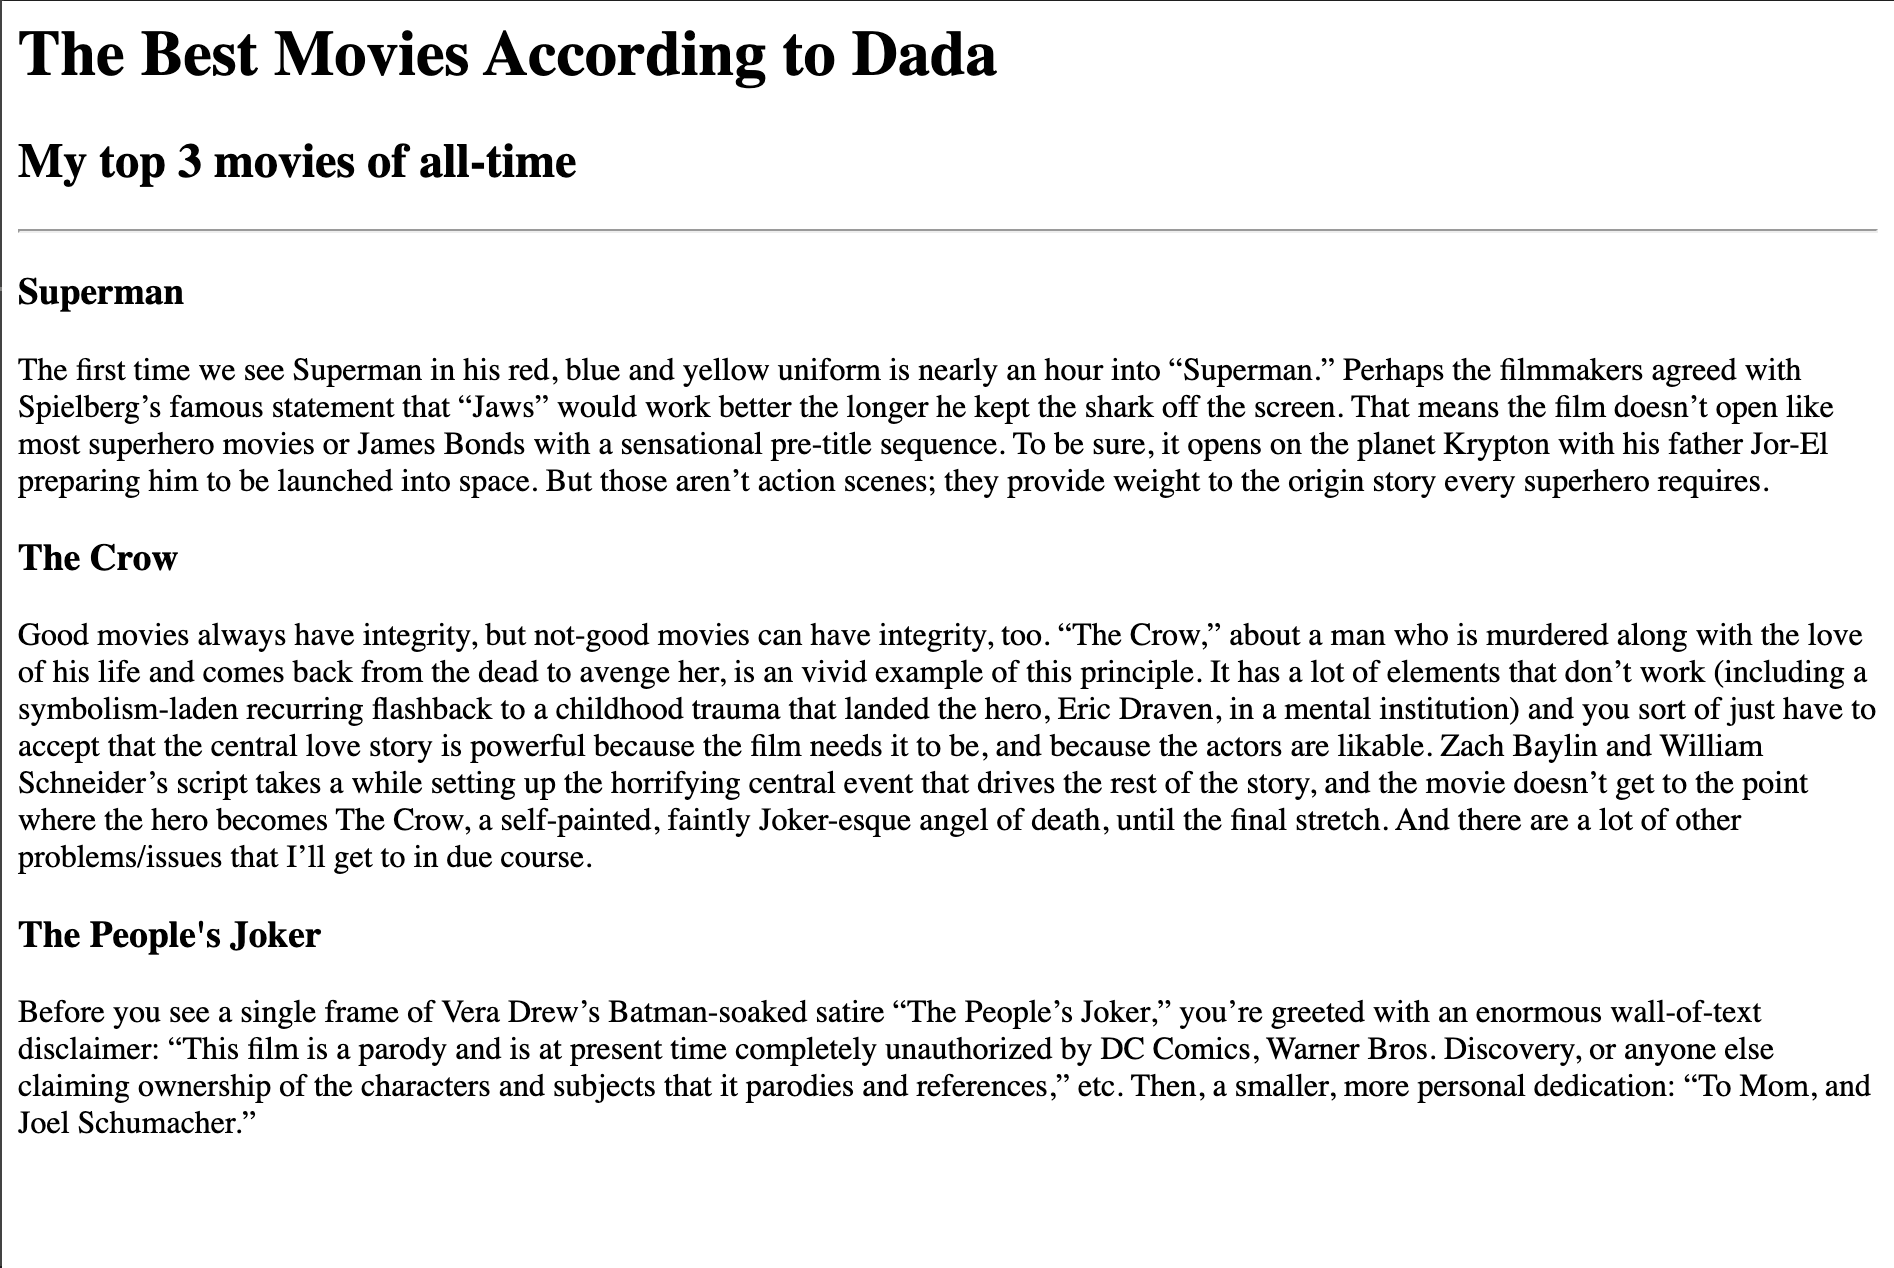 The Best Movies According to Dada
My top 3 movies of all-time
Superman
The first time we see Superman in his red, blue and yellow uniform is nearly an hour into “Superman.” Perhaps the filmmakers agreed with
Spielberg’s famous statement that “Jaws” would work better the longer he kept the shark off the screen. That means the film doesn’t open like
most superhero movies or James Bonds with a sensational pre-title sequence. To be sure, it opens on the planet Krypton with his father Jor-El
preparing him to be launched into space. But those aren’t action scenes; they provide weight to the origin story every superhero requires.
The Crow
Good movies always have integrity, but not-good movies can have integrity, too. “The Crow,” about a man who is murdered along with the love
of his life and comes back from the dead to avenge her, is an vivid example of this principle. It has a lot of elements that don’t work (including a
symbolism-laden recurring flashback to a childhood trauma that landed the hero, Eric Draven, in a mental institution) and you sort of just have to
accept that the central love story is powerful because the film needs it to be, and because the actors are likable. Zach Baylin and William
Schneider’s script takes a while setting up the horrifying central event that drives the rest of the story, and the movie doesn’t get to the point
where the hero becomes The Crow, a self-painted, faintly Joker-esque angel of death, until the final stretch. And there are a lot of other
problems/issues that I’ll get to in due course.
The People's Joker
Before you see a single frame of Vera Drew’s Batman-soaked satire “The People’s Joker,” you’re greeted with an enormous wall-of-text
disclaimer: “This film is a parody and is at present time completely unauthorized by DC Comics, Warner Bros. Discovery, or anyone else
claiming ownership of the characters and subjects that it parodies and references,” etc. Then, a smaller, more personal dedication: “To Mom, and
Joel Schumacher.”